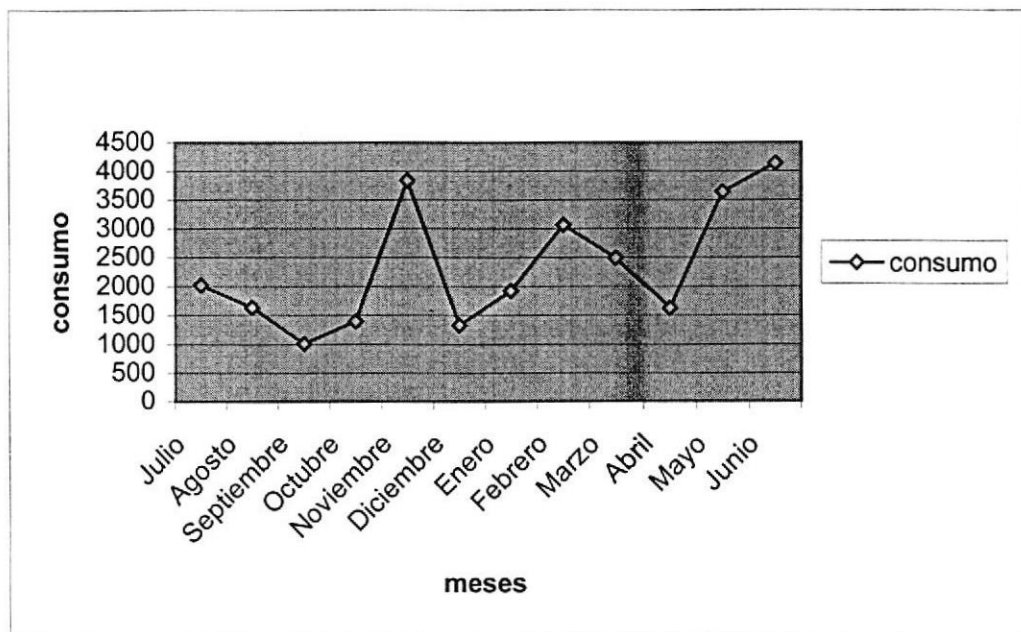 4500
4000
3500
3000
2500
2000
1500
1000
500
0
consumo
Julio
Agosto
Septiembre
Octubre
Noviembre
Diciembre
Enero
Febrero
Marzo
Abril
Mayo
Junio
meses
consumo